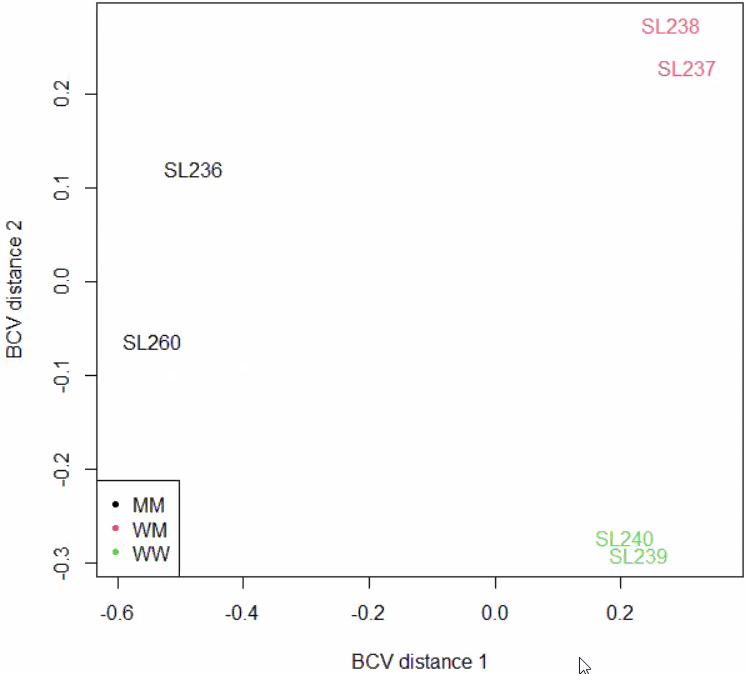 SL238
SL237
SL236
SL260
SL240
SL239
MM
WM
WW
0.2
0.1
0.0
-0.1
-0.2
-0.3
BCV distance 2
-0.6
-0.4
-0.2
0.0
0.2
BCV distance 1